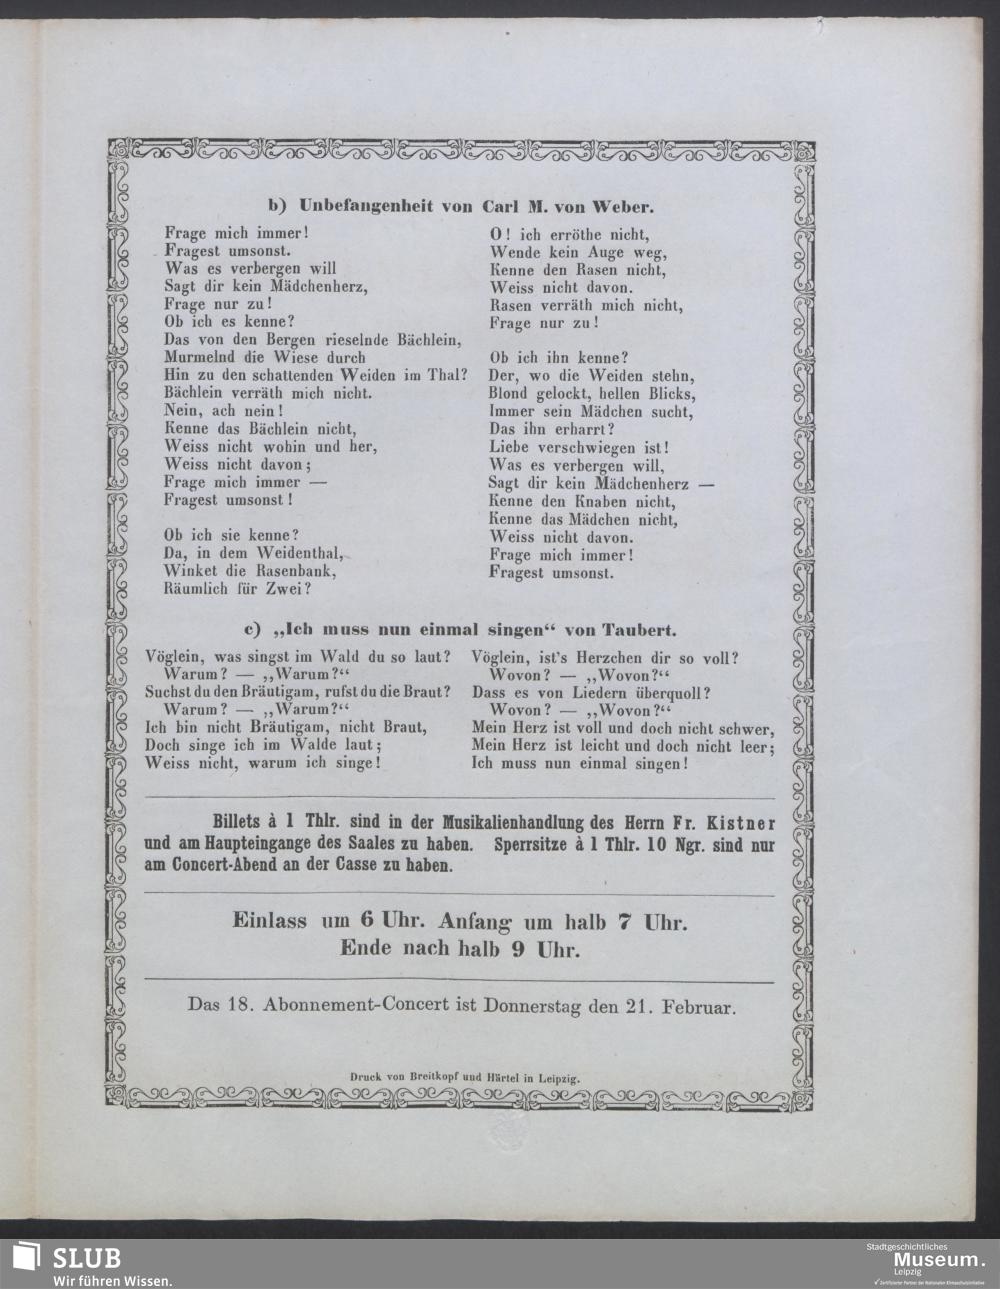 b) Unbefangenheit von Carl M. von Weber.
Frage mich immer!
Fragest umsonst.
Was es verbergen will
Sagt dir kein Mädchenherz,
Frage nur zu!
Ob ich es kenne?
Das von den Bergen rieselnde Bächlein,
Murmelnd die Wiese durch
Hin zu den schattenden Weiden im Thal?
Bächlein verräth mich nicht.
Nein, ach nein!
Kenne das Bächlein nicht,
Weiss nicht wohin und her,
Weiss nicht davon;
Frage mich immer —
Fragest umsonst!
Ob ich sie kenne?
Da, in dem Weidenthal,
Winket die Rasenbank,
Räumlich für Zwei?
O! ich erröthe nicht,
Wende kein Auge weg,
Kenne den Rasen nicht,
Weiss nicht davon.
Rasen verräth mich nicht,
Frage nur zu!
Ob ich ihn kenne?
Der, wo die Weiden stehn,
Blond gelockt, hellen Blicks,
Immer sein Mädchen sucht,
Das ihn erharrt?
Liebe verschwiegen ist!
Was es verbergen will,
Sagt dir kein Mädchenherz —
Kenne den Knaben nicht,
Kenne das Mädchen nicht,
Weiss nicht davon.
Frage mich immer!
Fragest umsonst.
c) „Ich muss nun einmal singen“ von Taubert.
Vöglein, was singst im Wald du so laut?
Warum? — „Warum?“
Suchst du den Bräutigam, rufst du die Braut?
Warum? — „Warum?“
Ich bin nicht Bräutigam, nicht Braut,
Doch singe ich im Walde laut;
Weiss nicht, warum ich singe!
Vöglein, ist's Herzchen dir so voll?
Wovon? — „Wovon?“
Dass es von Liedern überquoll?
Wovon? — „Wovon?“
Mein Herz ist voll und doch nicht schwer,
Mein Herz ist leicht und doch nicht leer;
Ich muss nun einmal singen!
Billets à 1 Thlr. sind in der Musikalienhandlung des Herrn Fr. Kistner
und am Haupteingange des Saales zu haben. Sperrsitze à 1 Thlr. 10 Ngr. sind nur
am Concert-Abend an der Casse zu haben.
Einlass um 6 Uhr. Anfang um halb 7 Uhr.
Ende nach halb 9 Uhr.
Das 18. Abonnement-Concert ist Donnerstag den 21. Februar.
Druck von Breitkopf und Härtel in Leipzig.
SLUB
Wir führen Wissen.
Stadtgeschichtliches
Museum.
Leipzig
Zertifizierter Partner der Nationalen Klimaschutzinitiative